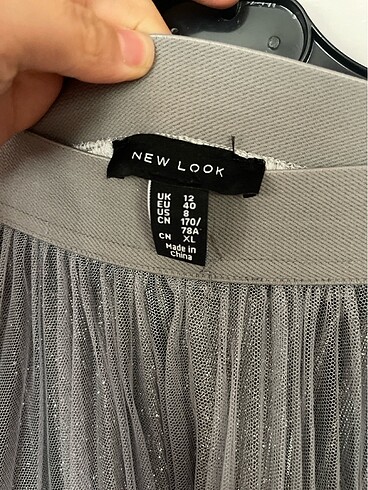 NEW LOOK
UK 12
EU 40
US 8
CN 170/
78A
CN XL
Made in
China